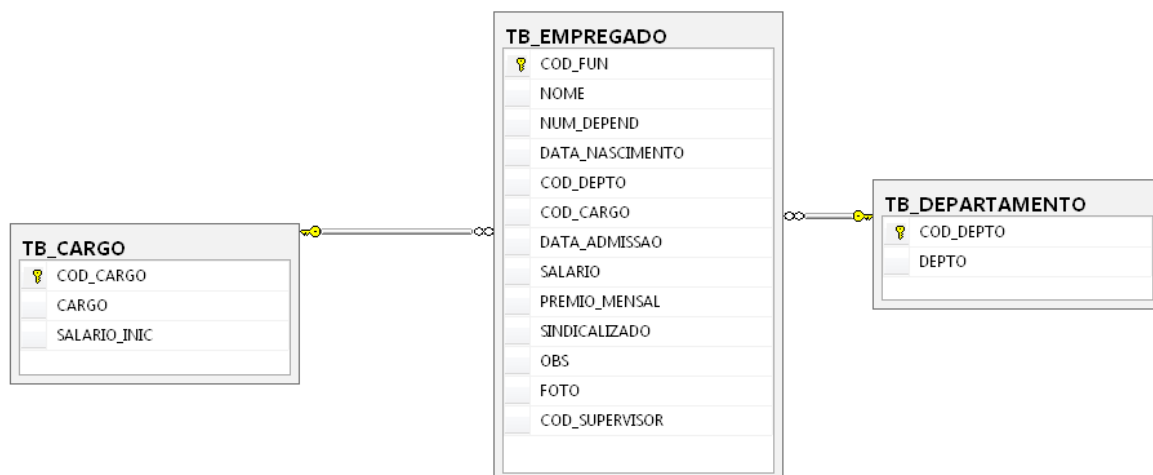 TB_EMPREGADO
COD_FUN
NOME
NUM_DEPEND
DATA_NASCIMENTO
COD_DEPTO
COD_CARGO
DATA_ADMISSAO
SALARIO
PREMIO_MENSAL
SINDICALIZADO
OBS
FOTO
COD_SUPERVISOR
TB_CARGO
COD_CARGO
CARGO
SALARIO_INIC
TB_DEPARTAMENTO
COD_DEPTO
DEPTO